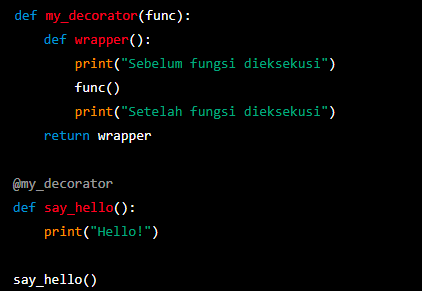 def my_decorator(func):
    def wrapper():
        print("Sebelum fungsi dieksekusi")
        func()
        print("Setelah fungsi dieksekusi")
    return wrapper

@my_decorator
def say_hello():
    print("Hello!")

say_hello()